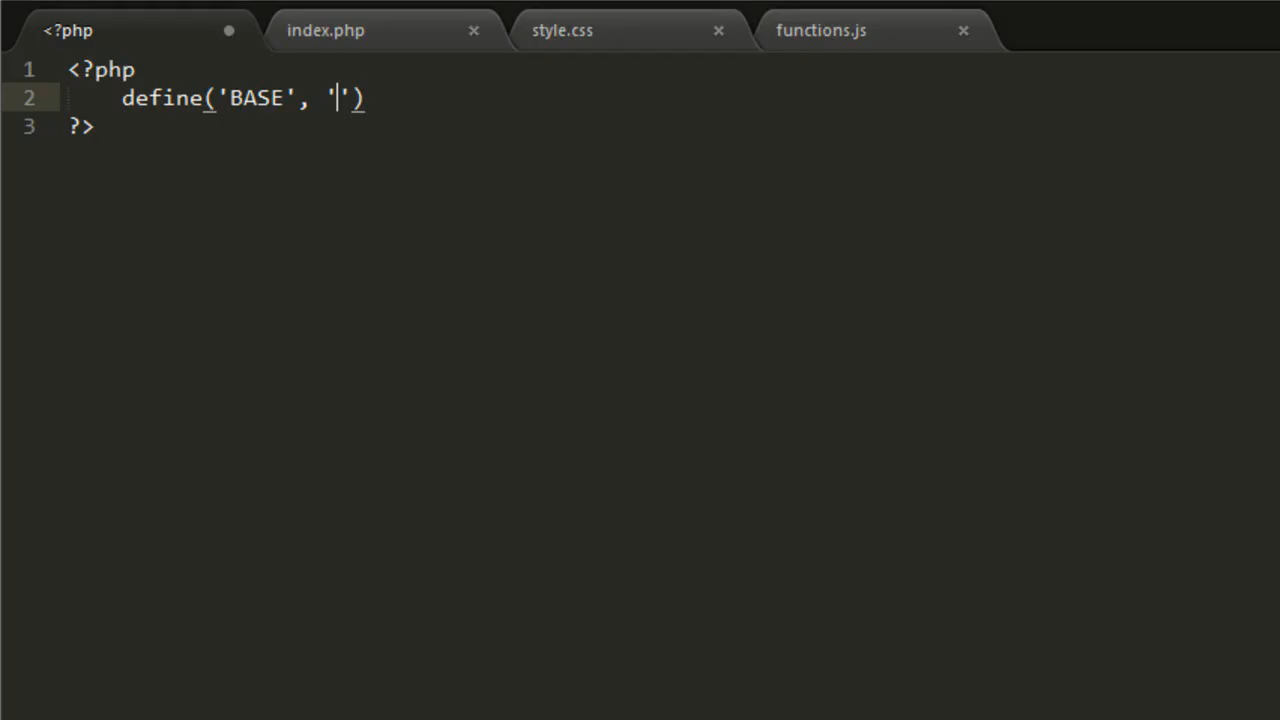 <?php
index.php
style.css
functions.js
1 <?php
2 define('BASE', '')
3 ?>